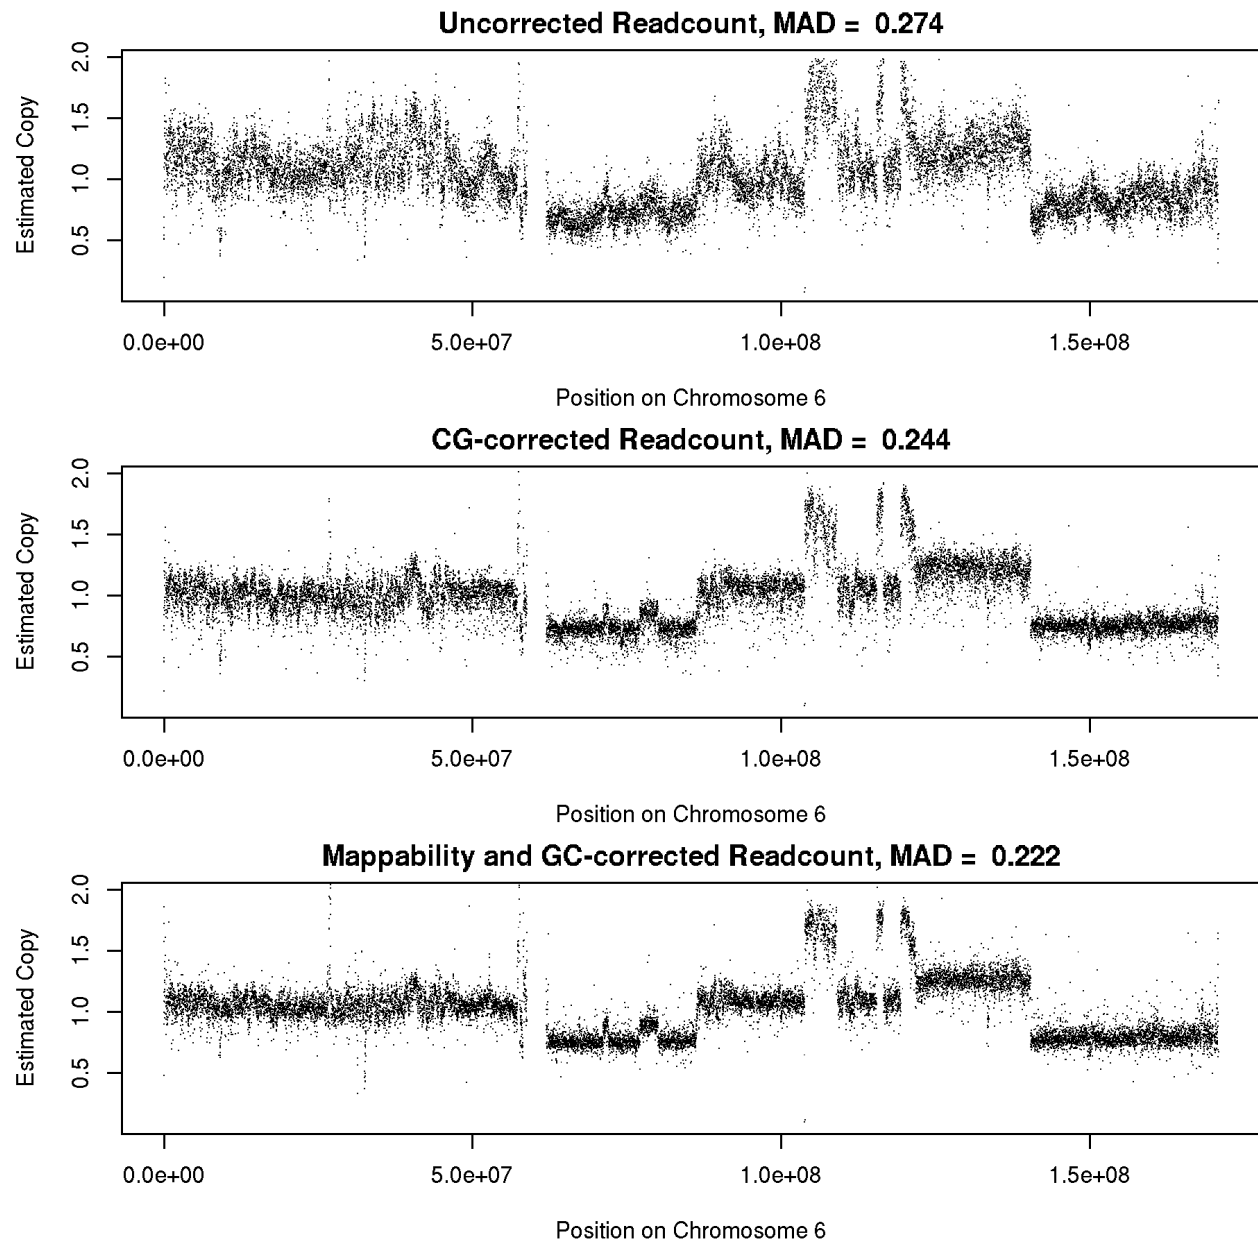 Uncorrected Readcount, MAD =  0.274
Estimated Copy
2.0
1.5
1.0
0.5
0.0e+00 5.0e+07 1.0e+08 1.5e+08
Position on Chromosome 6
CG-corrected Readcount, MAD =  0.244
Estimated Copy
2.0
1.5
1.0
0.5
0.0e+00 5.0e+07 1.0e+08 1.5e+08
Position on Chromosome 6
Mappability and GC-corrected Readcount, MAD =  0.222
Estimated Copy
2.0
1.5
1.0
0.5
0.0e+00 5.0e+07 1.0e+08 1.5e+08
Position on Chromosome 6